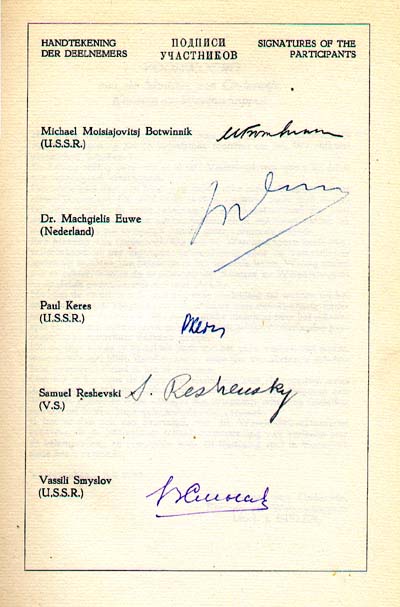 HANDTEKENING DER DEELNEMERS
ПОДПИСИ УЧАСТНИКОВ
SIGNATURES OF THE PARTICIPANTS
Michael Moisiajovitsj Botwinnik
(U.S.S.R.)
Dr. Machgielis Euwe
(Nederland)
Paul Keres
(U.S.S.R.)
PKeres
Samuel Reshevski
(V.S.)
S. Reshevsky
Vassili Smyslov
(U.S.S.R.)